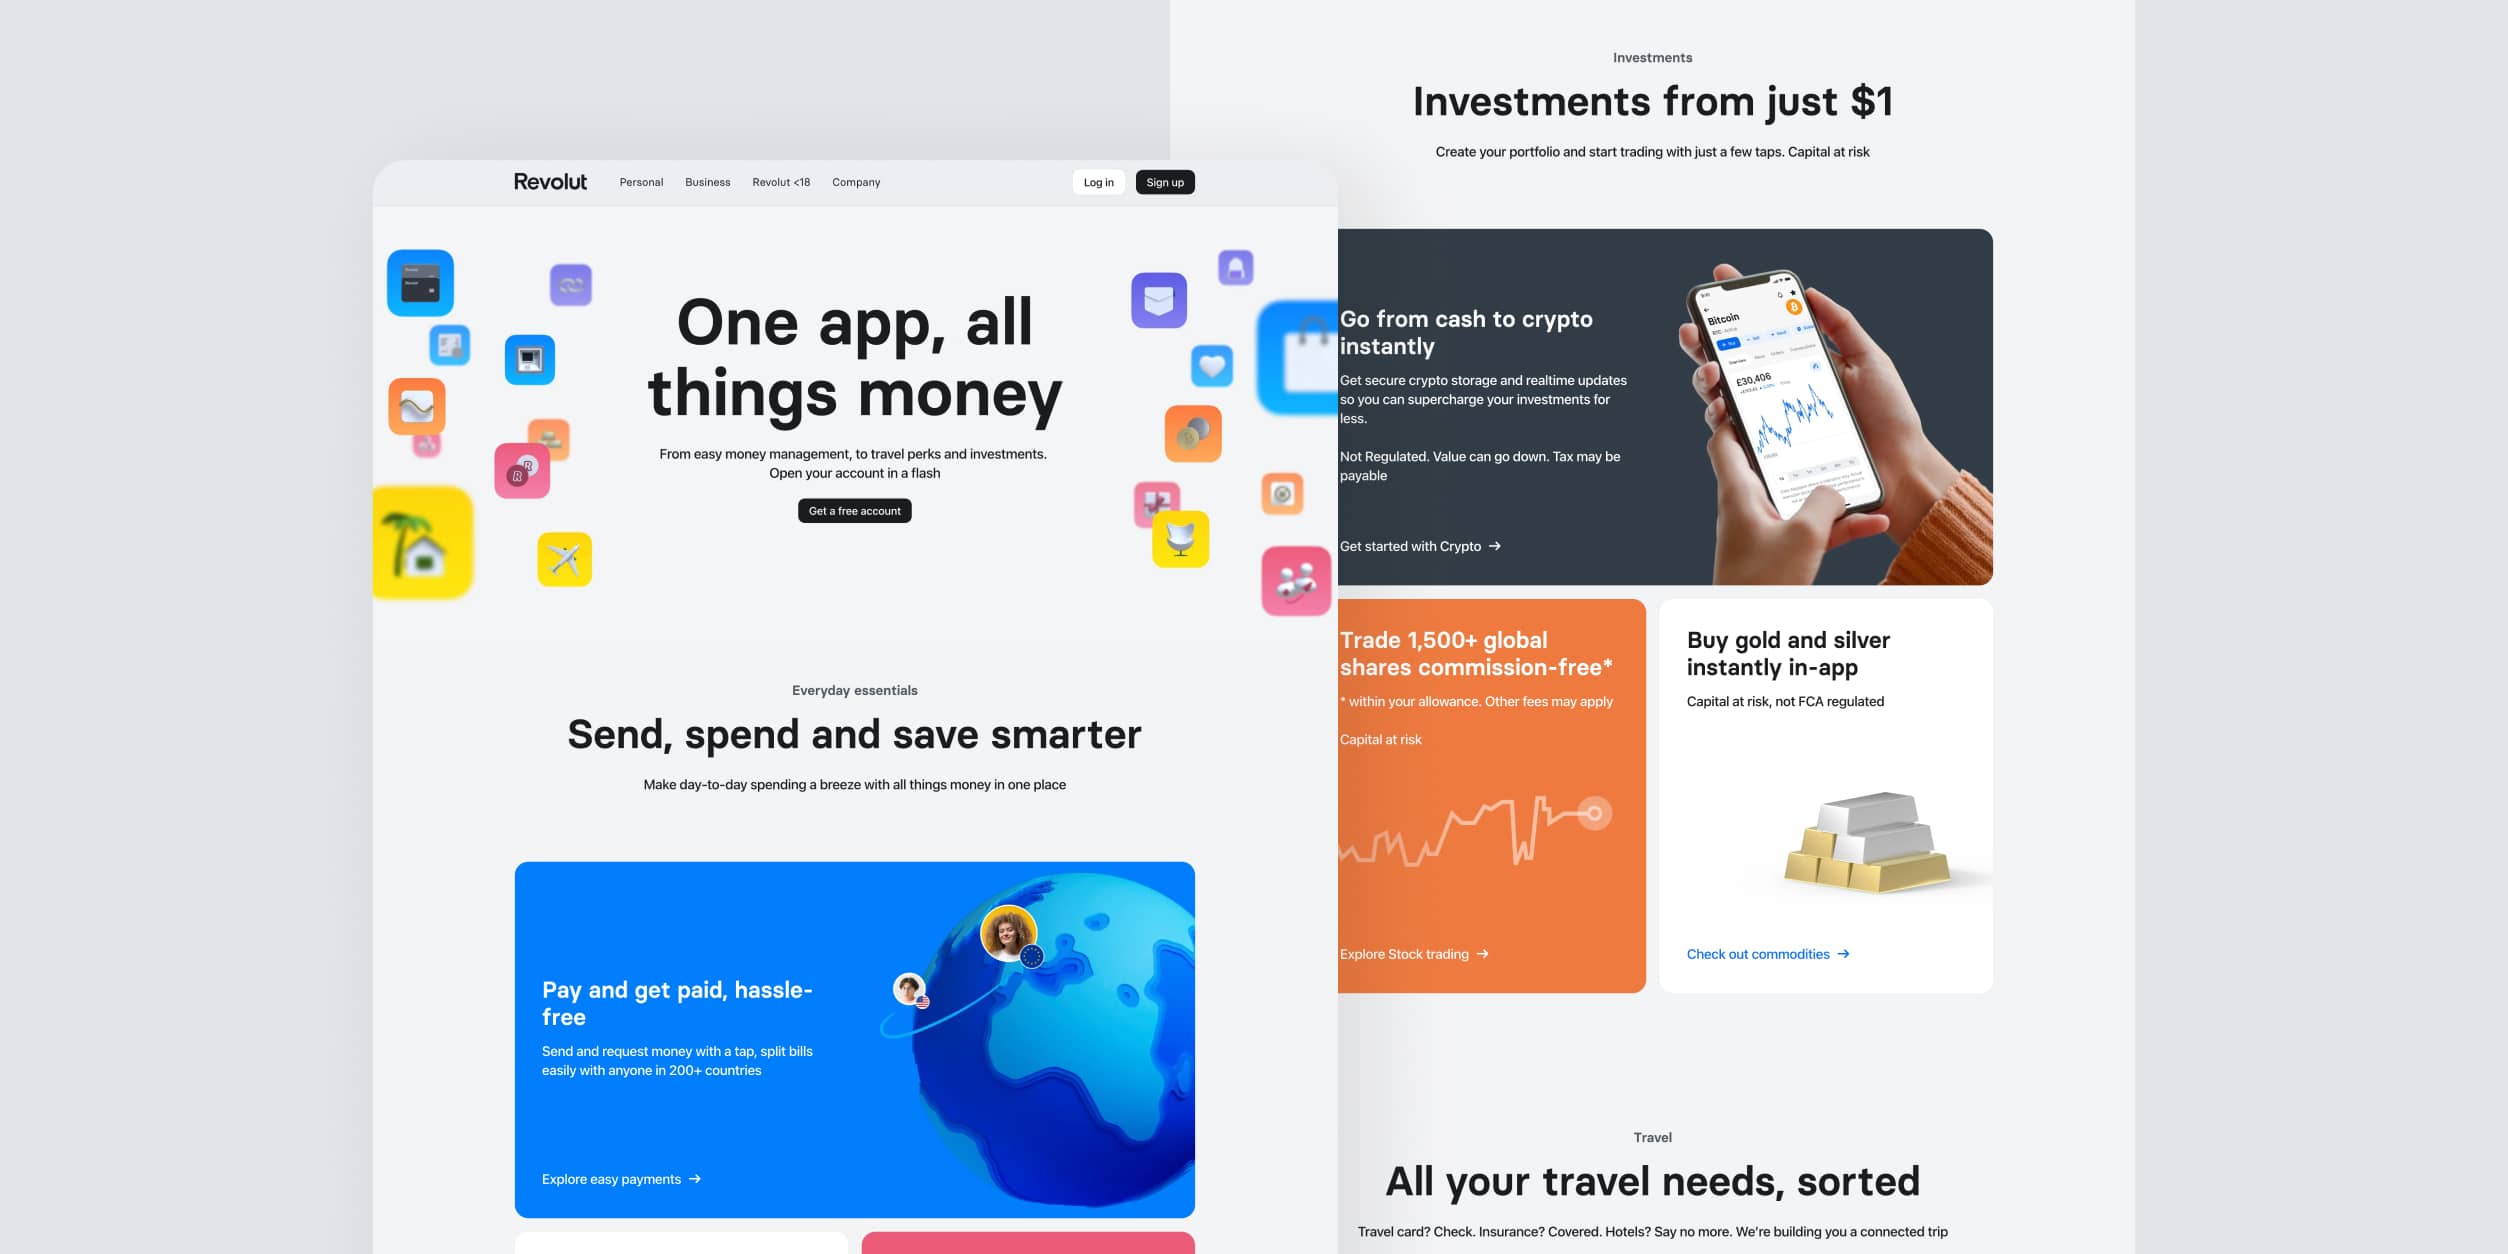 Revolut
Personal
Business
Revolut <18
Company
Log in
Sign up
One app, all
things money
From easy money management, to travel perks and investments.
Open your account in a flash
Get a free account
Everyday essentials
Send, spend and save smarter
Make day-to-day spending a breeze with all things money in one place
Pay and get paid, hassle-
free
Send and request money with a tap, split bills
easily with anyone in 200+ countries
Explore easy payments →
Investments
Investments from just $1
Create your portfolio and start trading with just a few taps. Capital at risk
Go from cash to crypto
instantly
Get secure crypto storage and realtime updates
so you can supercharge your investments for
less.
Not Regulated. Value can go down. Tax may be
payable
Get started with Crypto →
Bitcoin
£30,406
Trade 1,500+ global
shares commission-free*
* within your allowance. Other fees may apply
Capital at risk
Explore Stock trading →
Buy gold and silver
instantly in-app
Capital at risk, not FCA regulated
Check out commodities →
Travel
All your travel needs, sorted
Travel card? Check. Insurance? Covered. Hotels? Say no more. We’re building you a connected trip